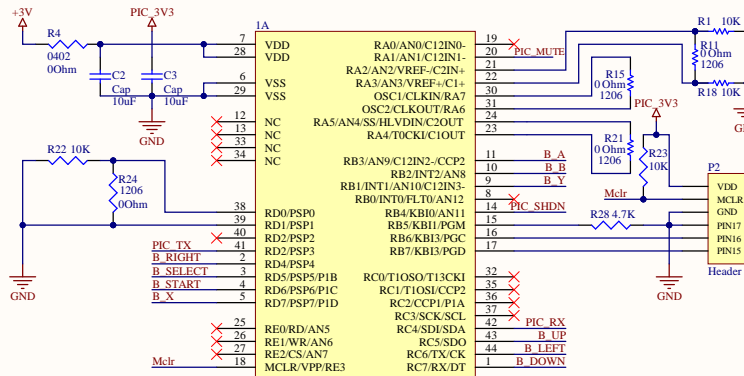 +3V
PIC_3V3
R4
0402
0Ohm
C2
Cap
10uF
C3
Cap
10uF
GND
1A
7 VDD
28 VDD
6 VSS
29 VSS
12 NC
13 NC
33 NC
34 NC
R22 10K
R24
1206
0Ohm
GND
38 RD0/PSP0
39 RD1/PSP1
40 RD2/PSP2
PIC_TX 41 RD2/PSP3
B_RIGHT 2 RD4/PSP4
B_SELECT 3 RD5/PSP5/P1B
B_START 4 RD6/PSP6/P1C
B_X 5 RD7/PSP7/P1D
25 RE0/RD/AN5
26 RE1/WR/AN6
27 RE2/CS/AN7
Mclr 18 MCLR/VPP/RE3
RA0/AN0/C12IN0- 19
RA1/AN1/C12IN1- 20 PIC_MUTE
RA2/AN2/VREF-/C2IN+ 21
RA3/AN3/VREF+/C1+ 22
OSC1/CLKIN/RA7 30
OSC2/CLKOUT/RA6 31
RA5/AN4/SS/HLVDIN/C2OUT 24
RA4/T0CKI/C1OUT 23
RB3/AN9/C12IN2-/CCP2 11 B_A
RB2/INT2/AN8 10 B_B
RB1/INT1/AN10/C12IN3- 9 B_Y
RB0/INT0/FLT0/AN12 8
RB4/KBI0/AN11 14 PIC_SHDN
RB5/KBI1/PGM 15
RB6/KBI3/PGC 16
RB7/KBI3/PGD 17
RC0/T1OSO/T13CKI 32
RC1/T1OSI/CCP2 35
RC2/CCP1/P1A 36
RC3/SCK/SCL 37
RC4/SDI/SDA 42 PIC_RX
RC5/SDO 43 B_UP
RC6/TX/CK 44 B_LEFT
RC7/RX/DT 1 B_DOWN
R1 10K
R11
0 Ohm
1206
R18 10K
R15
0 Ohm
1206
R21
0 Ohm
1206
PIC_3V3
R23
10K
Mclr
R28 4.7K
GND
P2
VDD
MCLR
GND
PIN17
PIN16
PIN15
Header